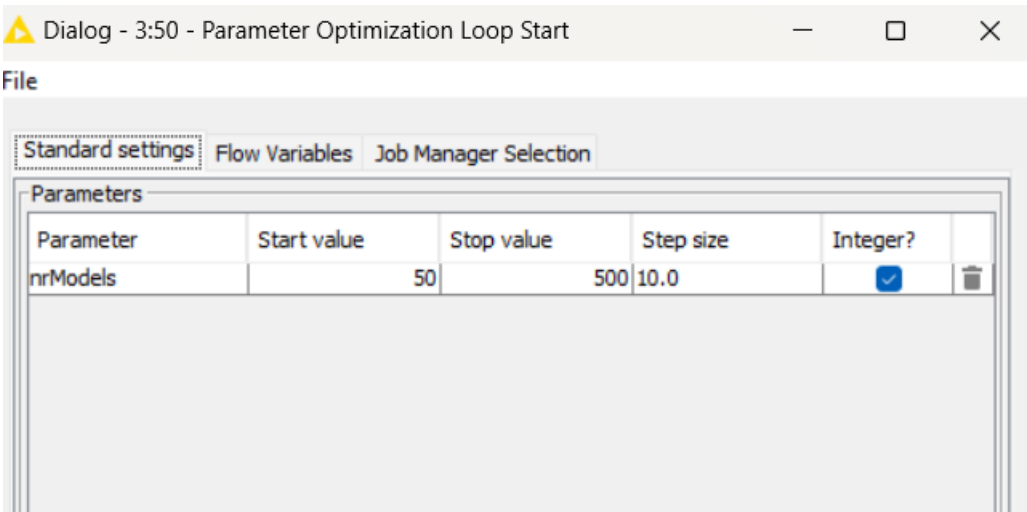 Dialog - 3:50 - Parameter Optimization Loop Start
File
Standard settings Flow Variables Job Manager Selection
Parameters
Parameter Start value Stop value Step size Integer?
nrModels 50 500 10.0